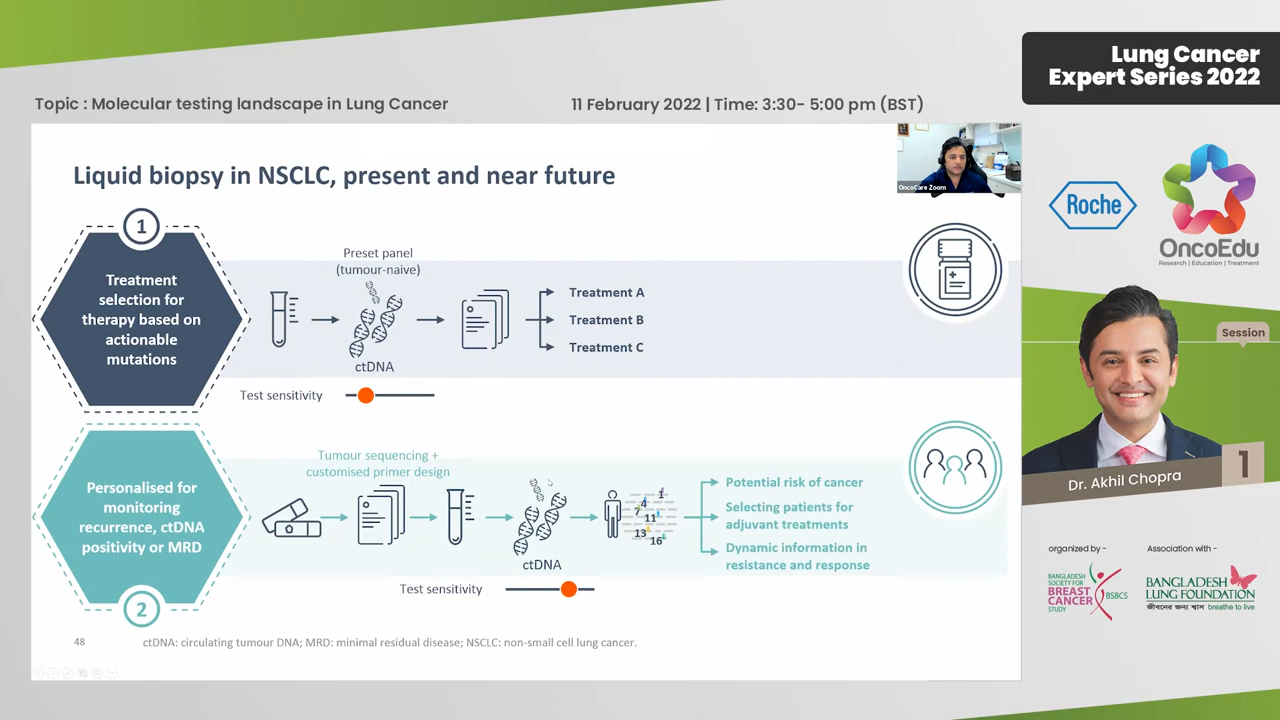 Lung Cancer
Expert Series 2022
Topic : Molecular testing landscape in Lung Cancer
11 February 2022 | Time: 3:30- 5:00 pm (BST)
OncoCare Zoom
Liquid biopsy in NSCLC, present and near future
1
Treatment
selection for
therapy based on
actionable
mutations
Preset panel
(tumour-naive)
ctDNA
Treatment A
Treatment B
Treatment C
Test sensitivity
Personalised for
monitoring
recurrence, ctDNA
positivity or MRD
2
Tumour sequencing +
customised primer design
ctDNA
1
4
7
11
13
16
Potential risk of cancer
Selecting patients for
adjuvant treatments
Dynamic information in
resistance and response
Test sensitivity
48
ctDNA: circulating tumour DNA; MRD: minimal residual disease; NSCLC: non-small cell lung cancer.
Roche
OncoEdu
Research | Education | Treatment
Session
1
Dr. Akhil Chopra
organized by -
Association with -
BANGLADESH
SOCIETY FOR
BREAST
CANCER
STUDY
BSBCS
BANGLADESH
LUNG FOUNDATION
জীবনের জন্য শ্বাস breathe to live